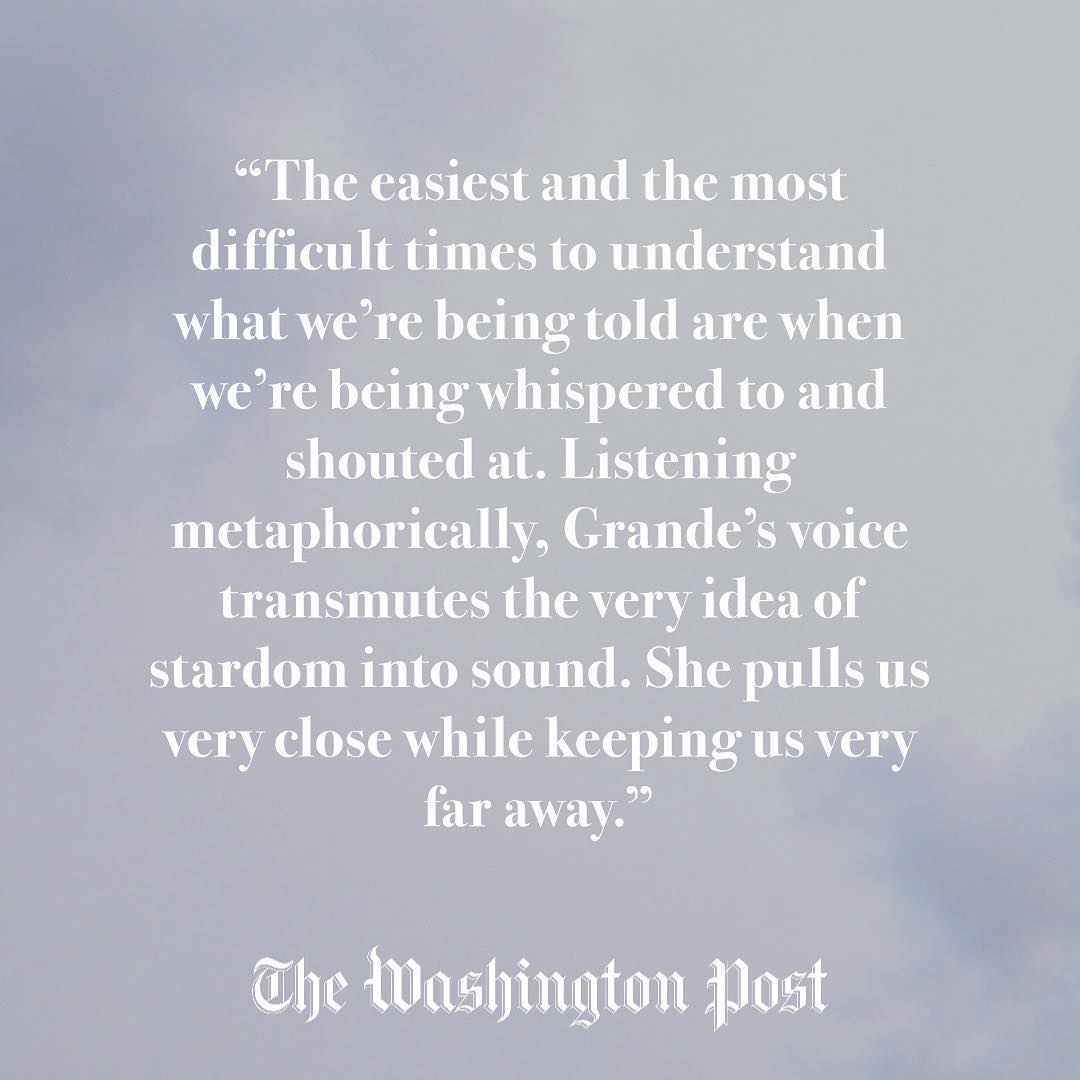 “The easiest and the most
difficult times to understand
what we’re being told are when
we’re being whispered to and
shouted at. Listening
metaphorically, Grande’s voice
transmutes the very idea of
stardom into sound. She pulls us
very close while keeping us very
far away.”
The Washington Post